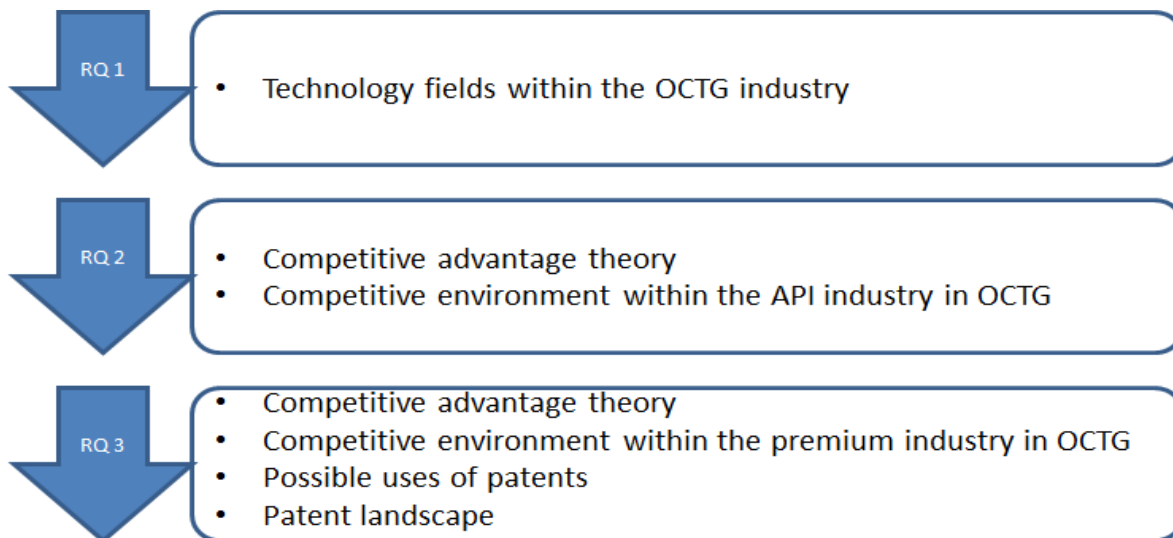 RQ 1
• Technology fields within the OCTG industry
RQ 2
• Competitive advantage theory
• Competitive environment within the API industry in OCTG
RQ 3
• Competitive advantage theory
• Competitive environment within the premium industry in OCTG
• Possible uses of patents
• Patent landscape